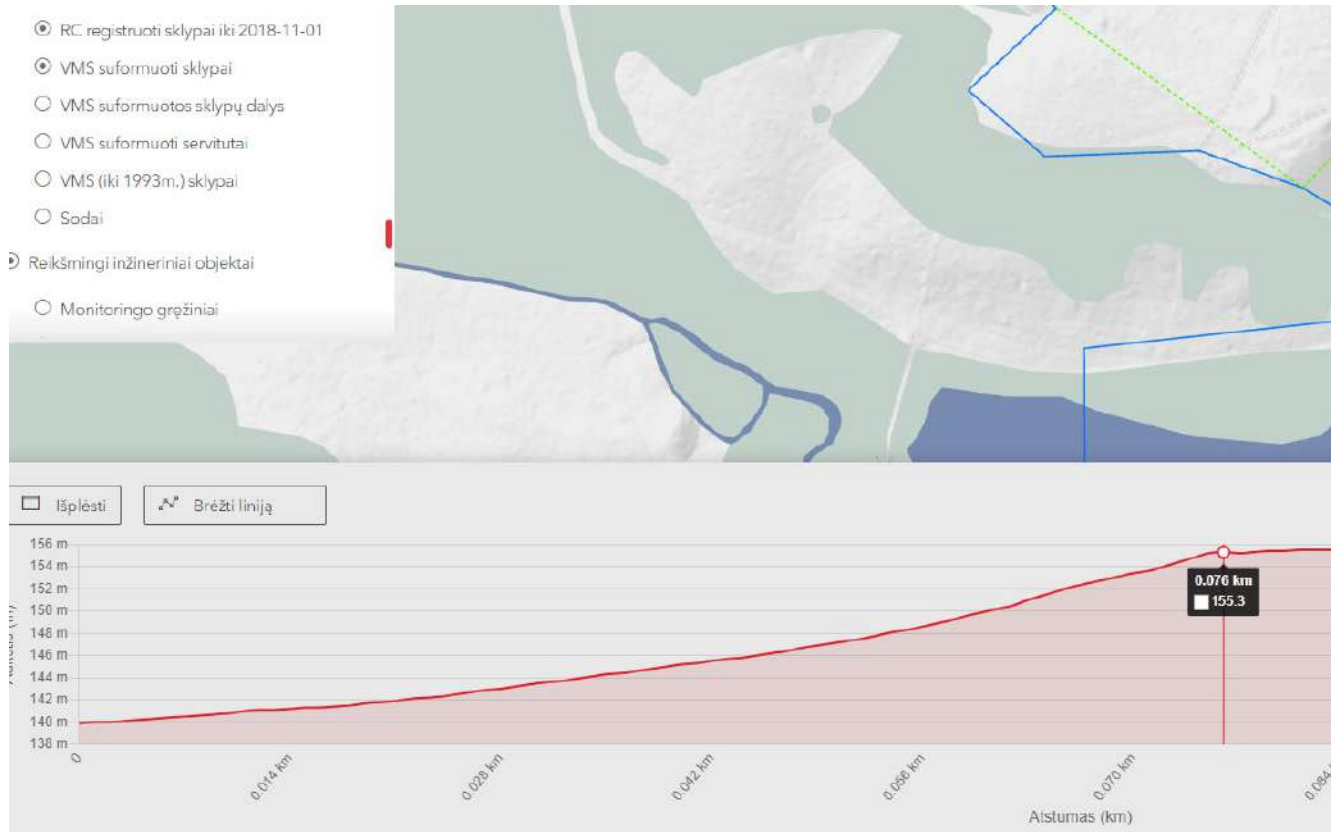 RC registruoti sklypai iki 2018-11-01
VMS suformuoti sklypai
VMS suformuotos sklypų dalys
VMS suformuoti servitutai
VMS (iki 1993m.) sklypai
Sodai
Reikšmingi inžineriniai objektai
Monitoringo gręžiniai
Išplėsti
Brėžti liniją
156 m
154 m
152 m
150 m
148 m
146 m
144 m
142 m
140 m
138 m
0.076 km
155.3
0
0.014 km
0.028 km
0.042 km
0.056 km
0.070 km
0.084
Atstumas (km)